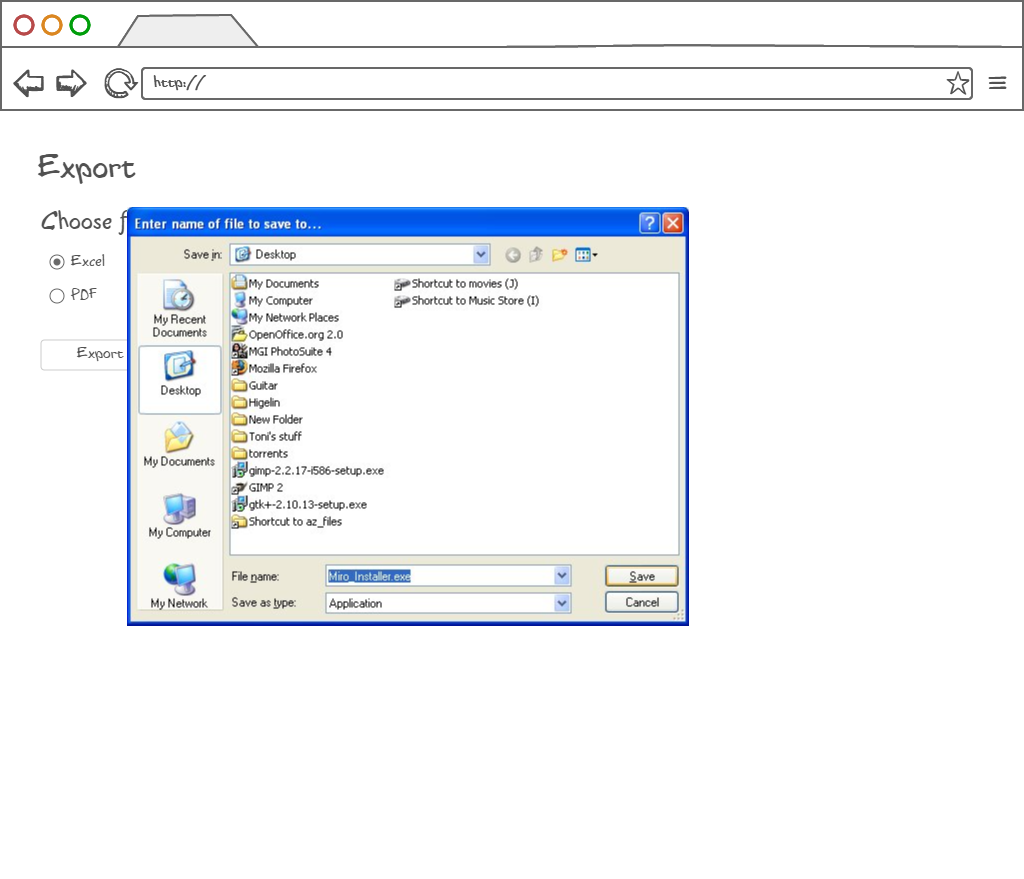 http://
Export
Choose f
Enter name of file to save to...
Excel
PDF
Export
Save in:
Desktop
My Recent
Documents
Desktop
My Documents
My Computer
My Network
My Documents
My Computer
My Network Places
OpenOffice.org 2.0
MGI PhotoSuite 4
Mozilla Firefox
Guitar
Higelin
New Folder
Toni's stuff
torrents
gimp-2.2.17-i586-setup.exe
GIMP 2
gtk+-2.10.13-setup.exe
Shortcut to az_files
Shortcut to movies (J)
Shortcut to Music Store (I)
File name:
Miro_Installer.exe
Save
Save as type:
Application
Cancel